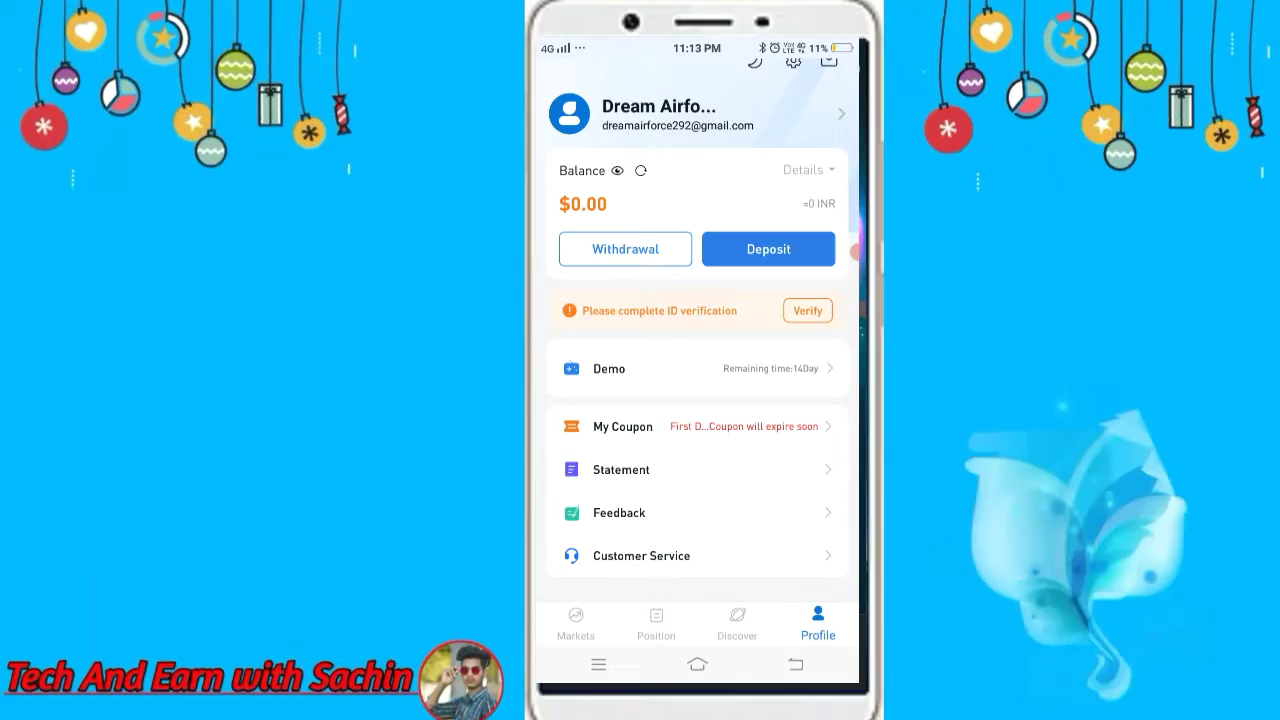 4G
11:13 PM
11%
Dream Airfo...
dreamairforce292@gmail.com
Balance
Details
$0.00
≈0 INR
Withdrawal
Deposit
Please complete ID verification
Verify
Demo
Remaining time:14Day
My Coupon
First D...Coupon will expire soon
Statement
Feedback
Customer Service
Markets
Position
Discover
Profile
Tech And Earn with Sachin